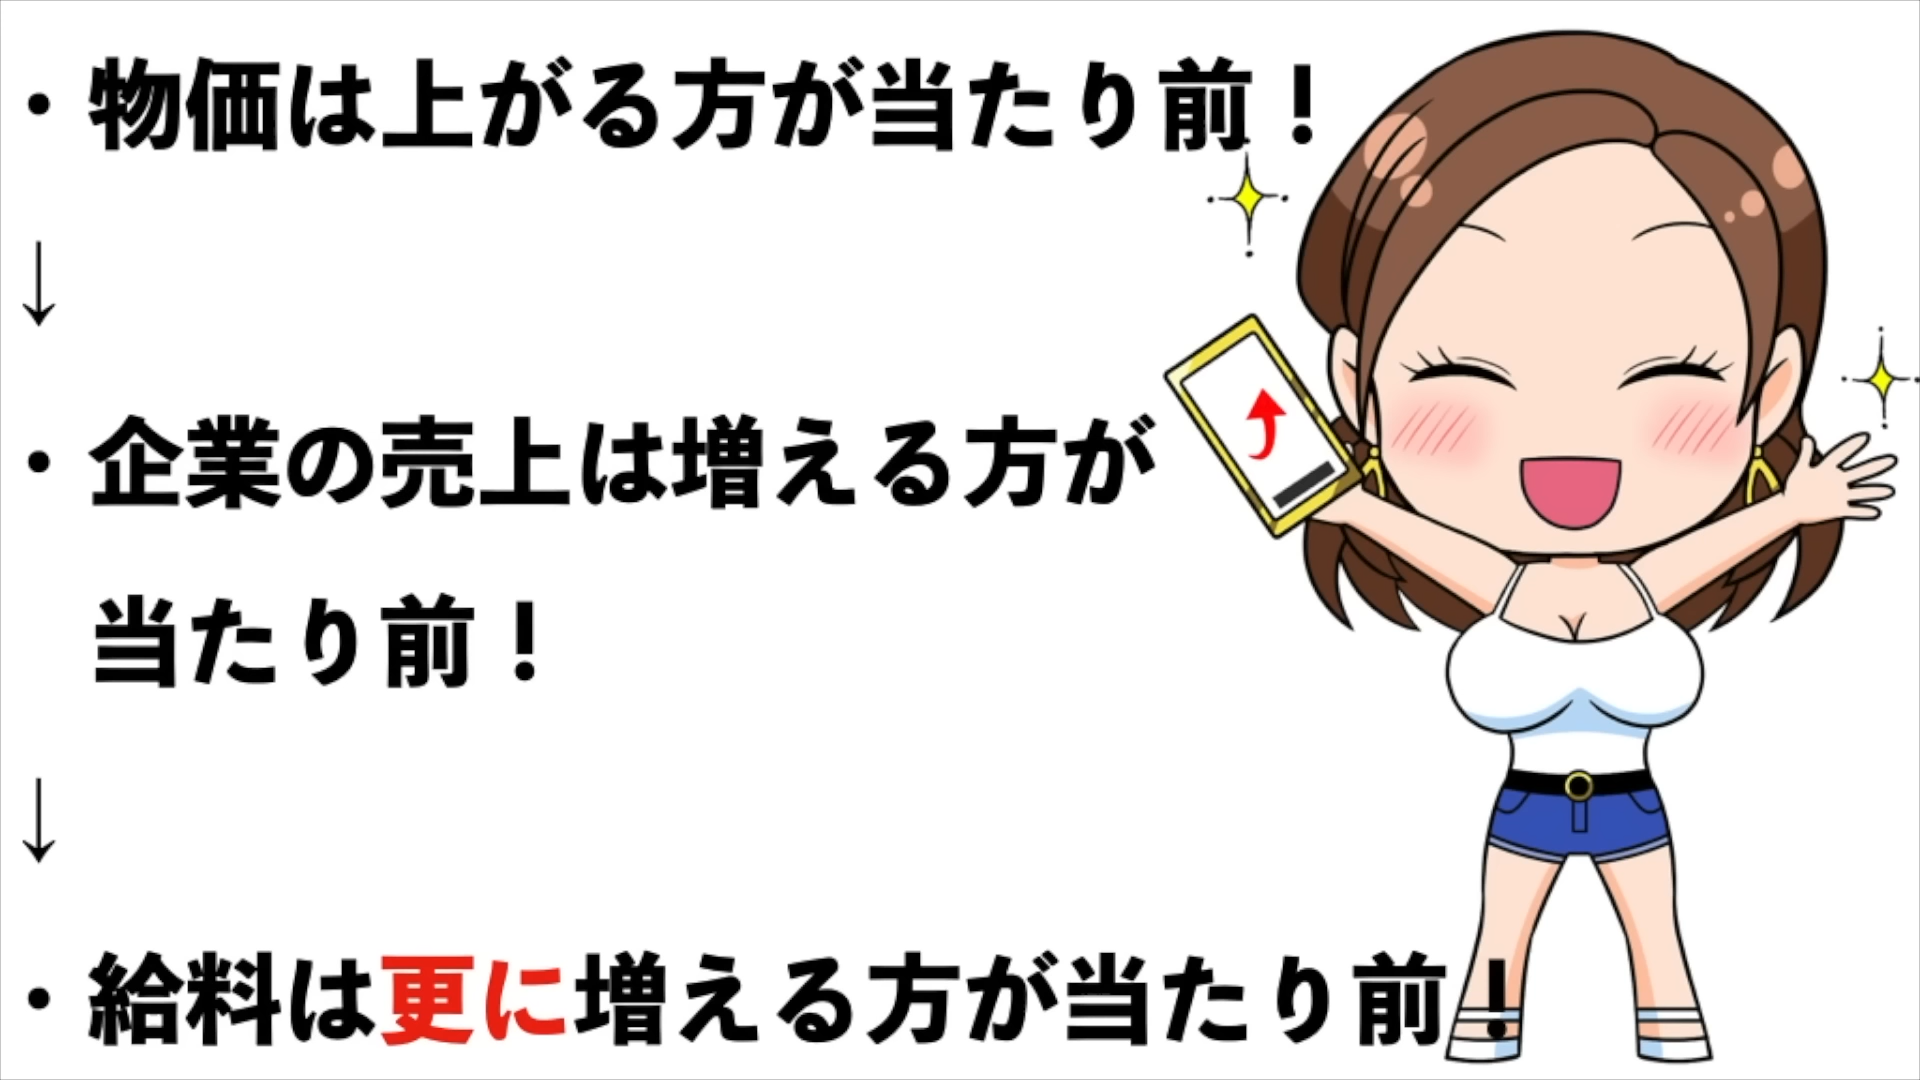 ・物価は上がる方が当たり前！
↓
・企業の売上は増える方が
当たり前！
↓
・給料は更に増える方が当たり前！